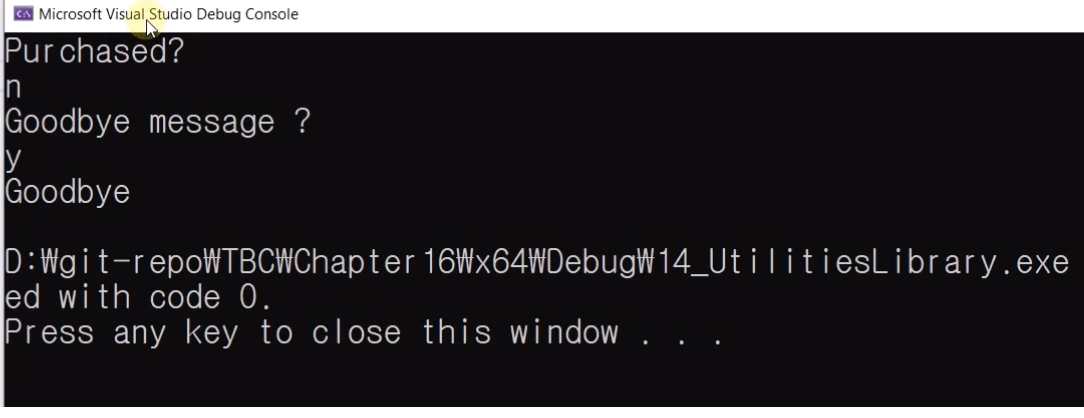 Microsoft Visual Studio Debug Console
Purchased?
n
Goodbye message ?
y
Goodbye
D:₩git-repo₩TBC₩Chapter16₩x64₩Debug₩14_UtilitiesLibrary.exe
ed with code 0.
Press any key to close this window . . .